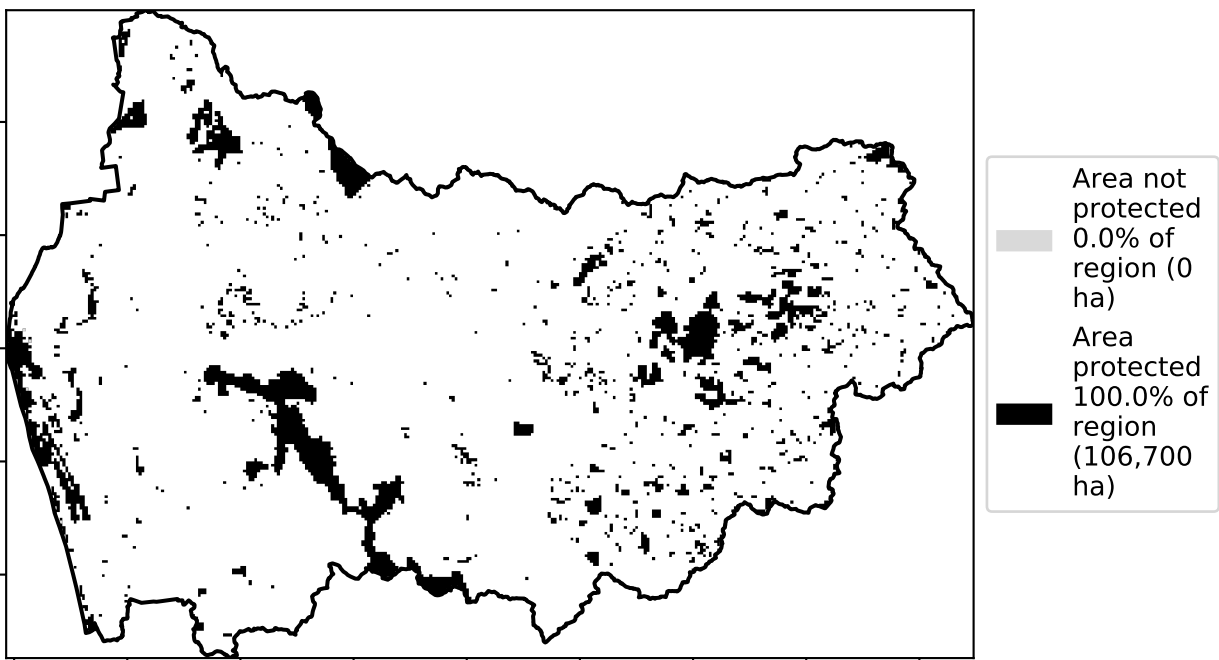 Area not
protected
0.0% of
region (0
ha)
Area
protected
100.0% of
region
(106,700
ha)